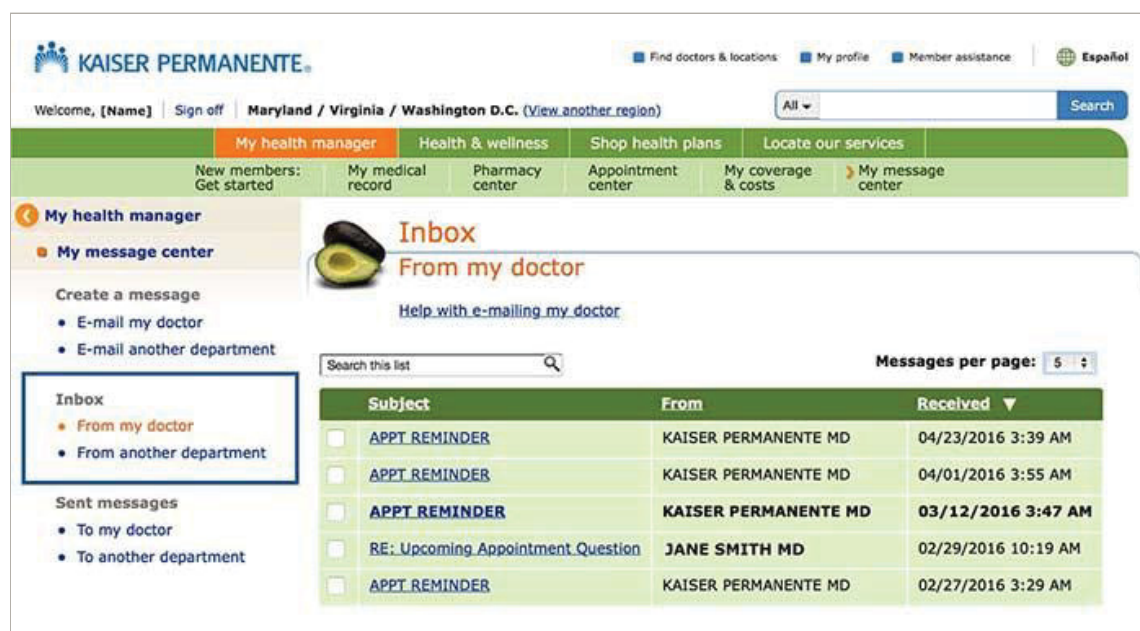 KAISER PERMANENTE®
Find doctors & locations My profile Member assistance Español
Welcome, [Name] Sign off Maryland / Virginia / Washington D.C. (View another region)
All Search
My health manager Health & wellness Shop health plans Locate our services
New members: Get started My medical record Pharmacy center Appointment center My coverage & costs My message center
My health manager
My message center
Create a message
• E-mail my doctor
• E-mail another department
Inbox
• From my doctor
• From another department
Sent messages
• To my doctor
• To another department
Inbox
From my doctor
Help with e-mailing my doctor
Search this list Messages per page: 5
Subject From Received ▼
APPT REMINDER KAISER PERMANENTE MD 04/23/2016 3:39 AM
APPT REMINDER KAISER PERMANENTE MD 04/01/2016 3:55 AM
APPT REMINDER KAISER PERMANENTE MD 03/12/2016 3:47 AM
RE: Upcoming Appointment Question JANE SMITH MD 02/29/2016 10:19 AM
APPT REMINDER KAISER PERMANENTE MD 02/27/2016 3:29 AM